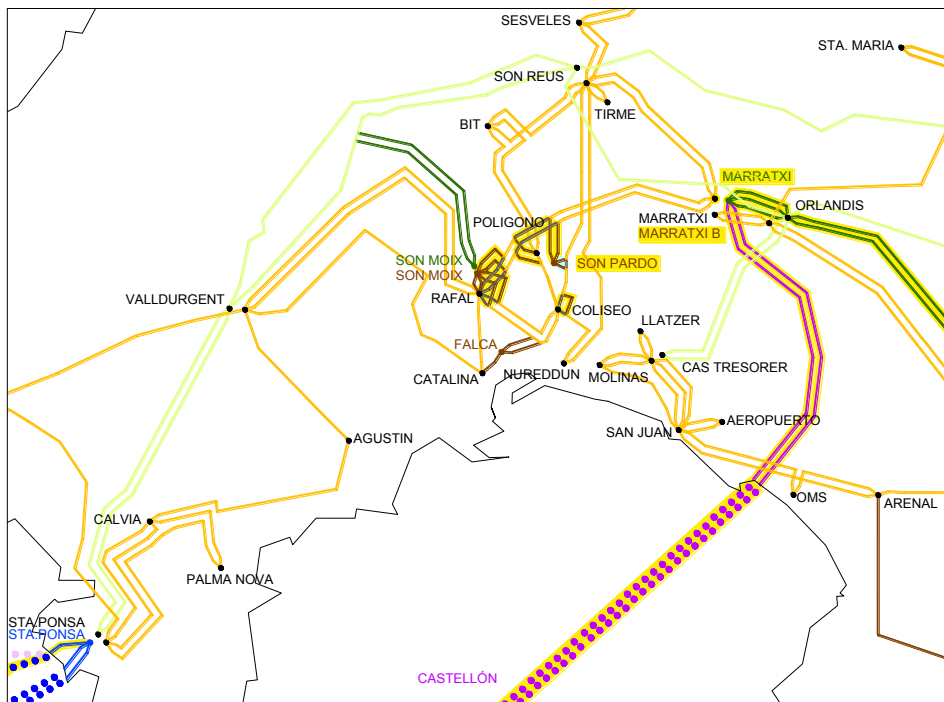 SESVELES
STA. MARIA
SON REUS
TIRME
BIT
MARRATXI
ORLANDIS
MARRATXI
MARRATXI B
POLIGONO
SON MOIX
SON MOIX
SON PARDO
RAFAL
VALLDURGENT
COLISEO
LLATZER
FALCA
CATALINA
NUREDDUN
MOLINAS
CAS TRESORER
AGUSTIN
SAN JUAN
AEROPUERTO
OMS
ARENAL
CALVIA
PALMA NOVA
STA.PONSA
STA.PONSA
CASTELLÓN